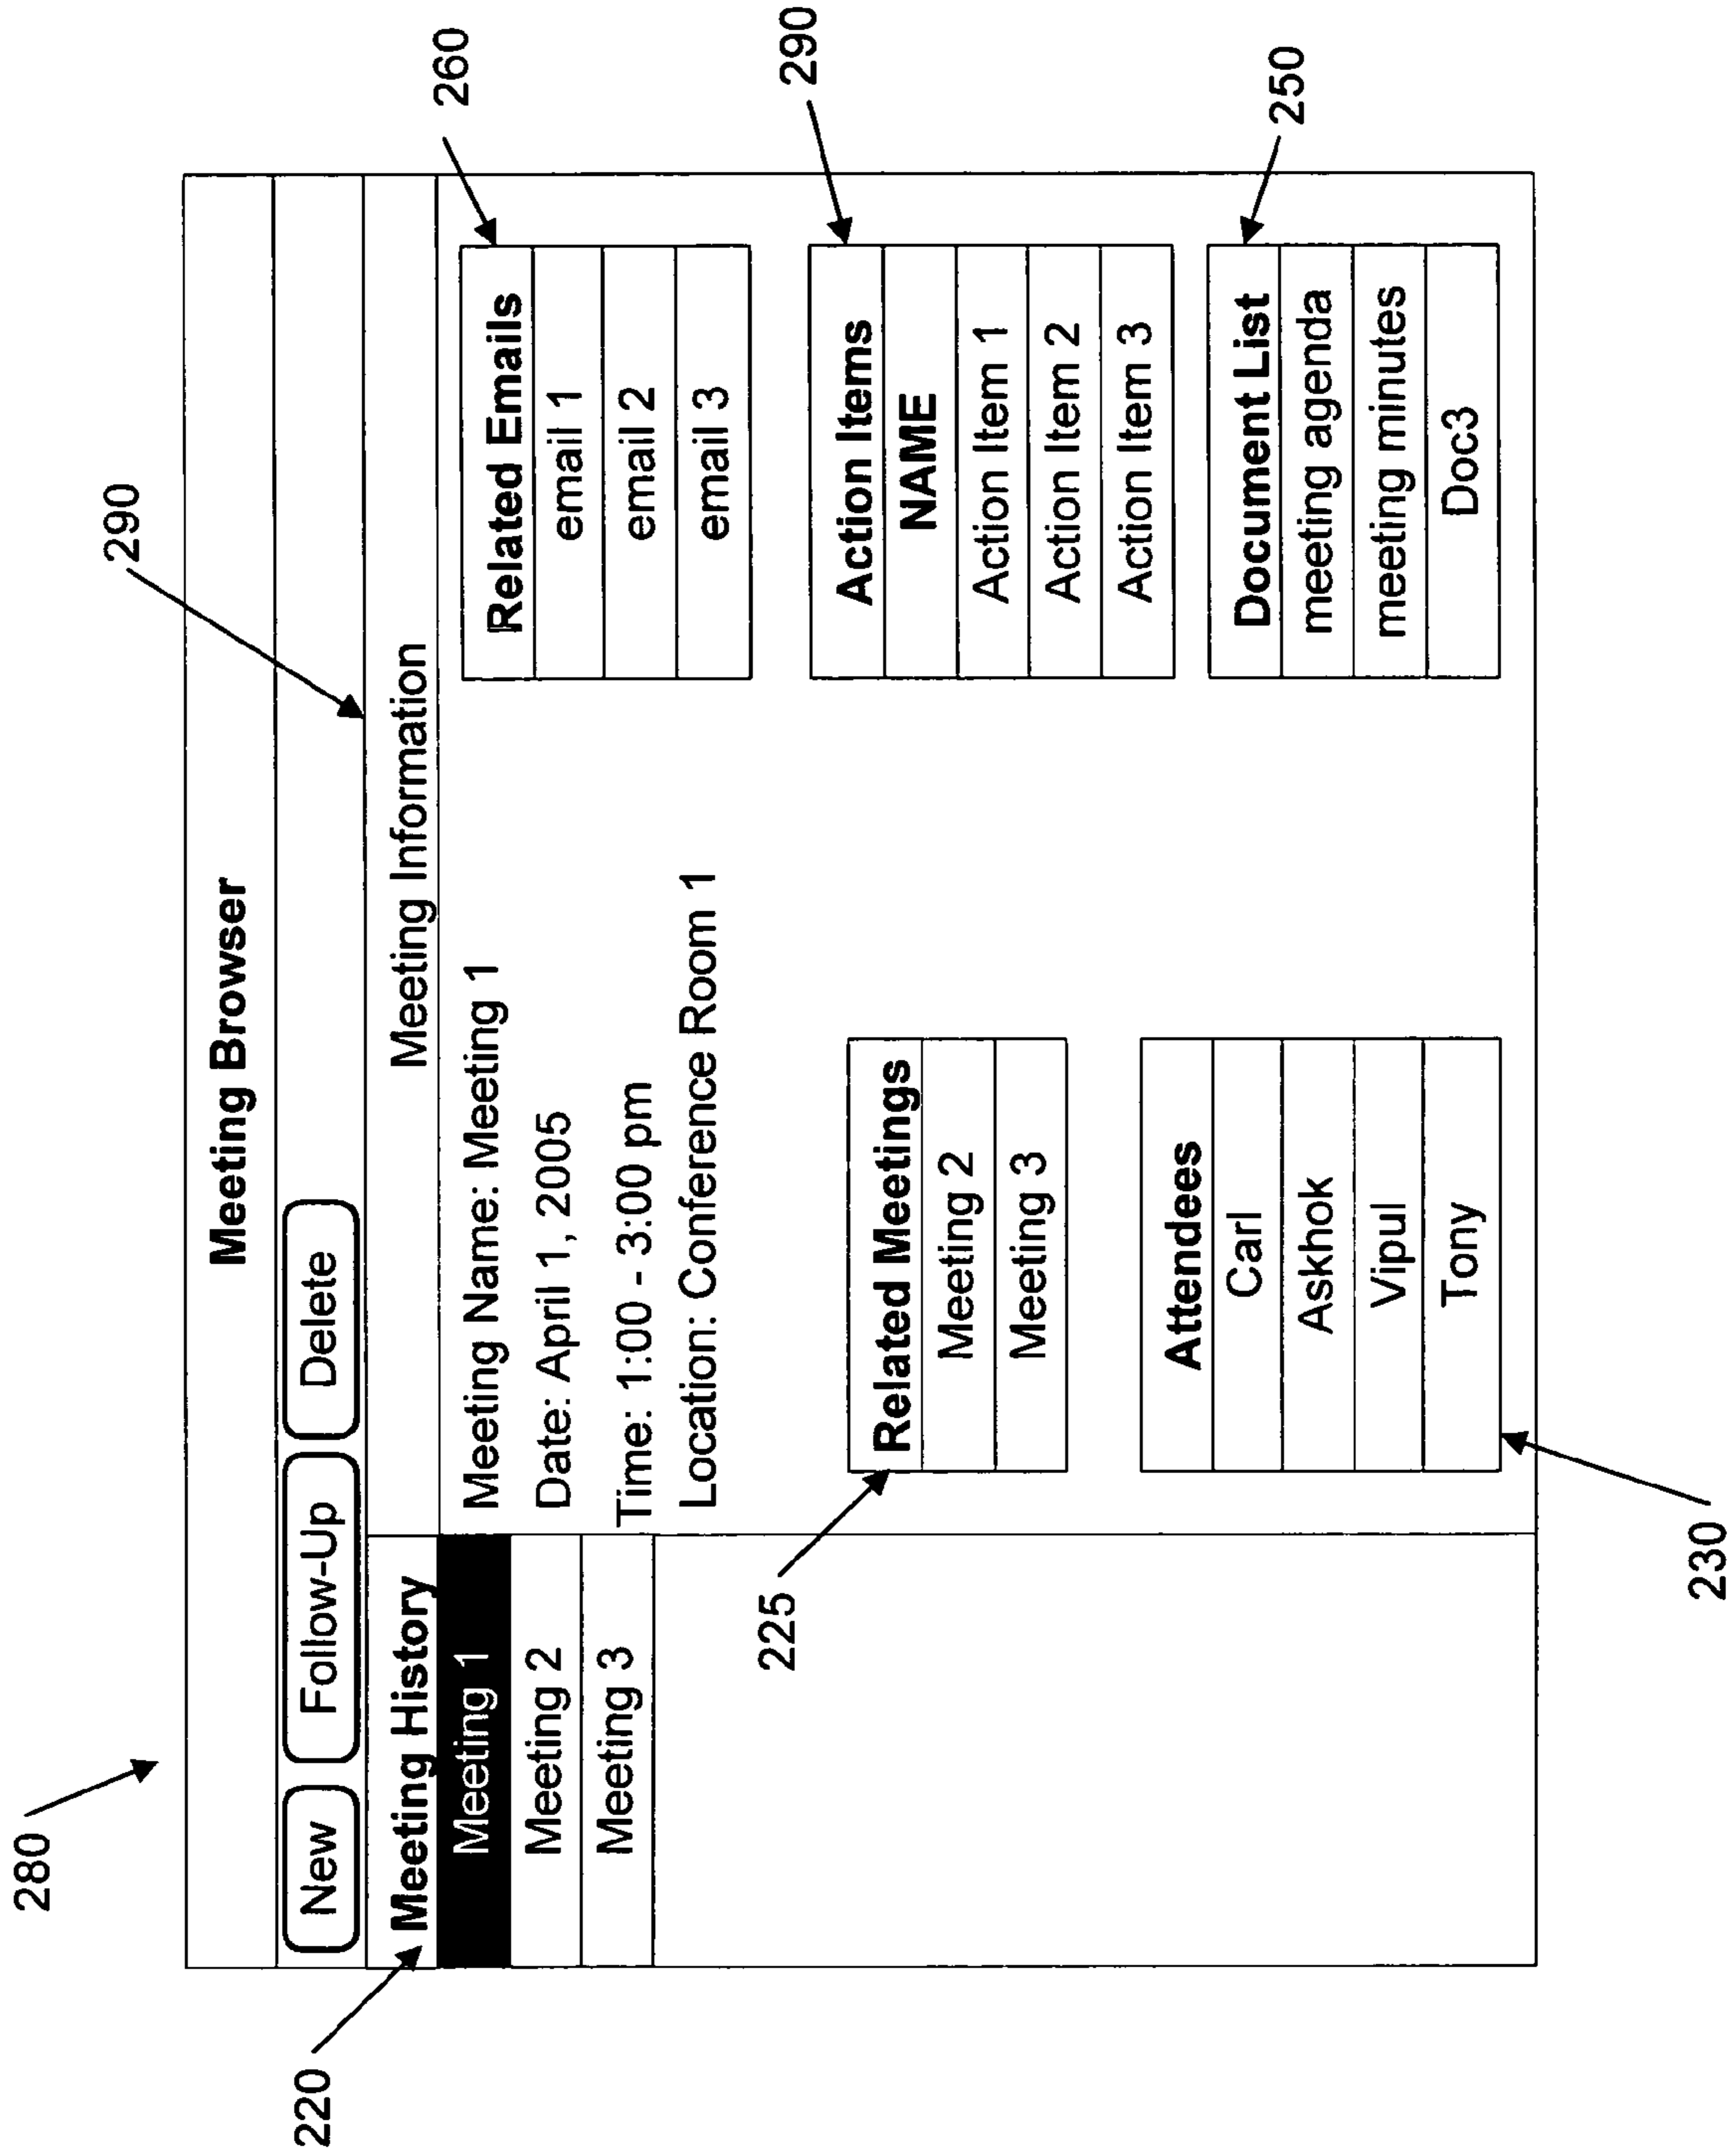 280
Meeting Browser
290
New Follow-Up Delete
220
Meeting History
Meeting 1
Meeting 2
Meeting 3
Meeting Information
Meeting Name: Meeting 1
Date: April 1, 2005
Time: 1:00 - 3:00 pm
Location: Conference Room 1
225
Related Meetings
Meeting 2
Meeting 3
Attendees
Carl
Askhok
Vipul
Tony
230
260
Related Emails
email 1
email 2
email 3
290
Action Items
NAME
Action Item 1
Action Item 2
Action Item 3
250
Document List
meeting agenda
meeting minutes
Doc3